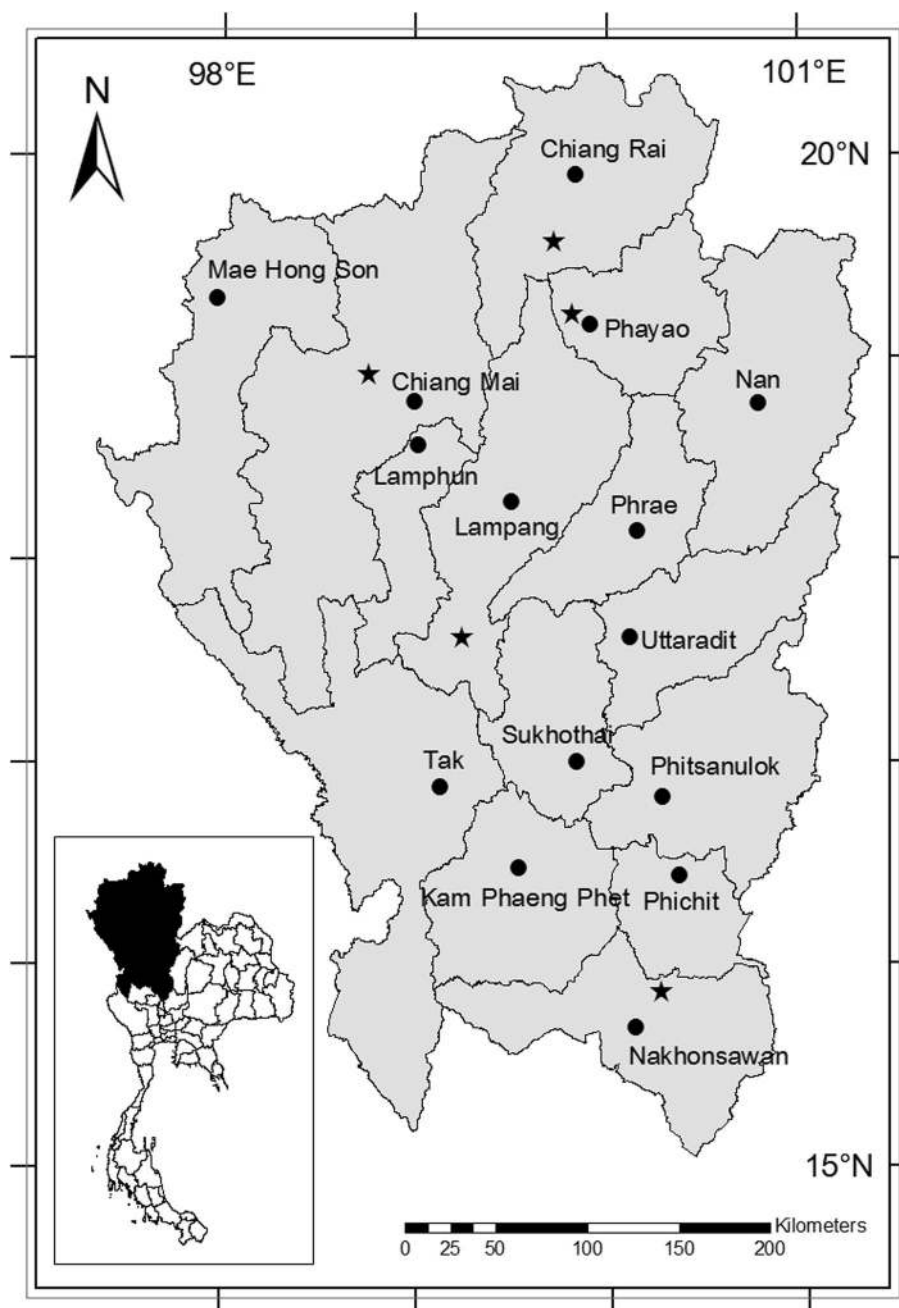 98°E
101°E
N
20°N
Chiang Rai
Mae Hong Son
Phayao
Chiang Mai
Nan
Lamphun
Lampang
Phrae
Uttaradit
Sukhothai
Tak
Phitsanulok
Kam Phaeng Phet
Phichit
Nakhonsawan
15°N
Kilometers
0 25 50 100 150 200